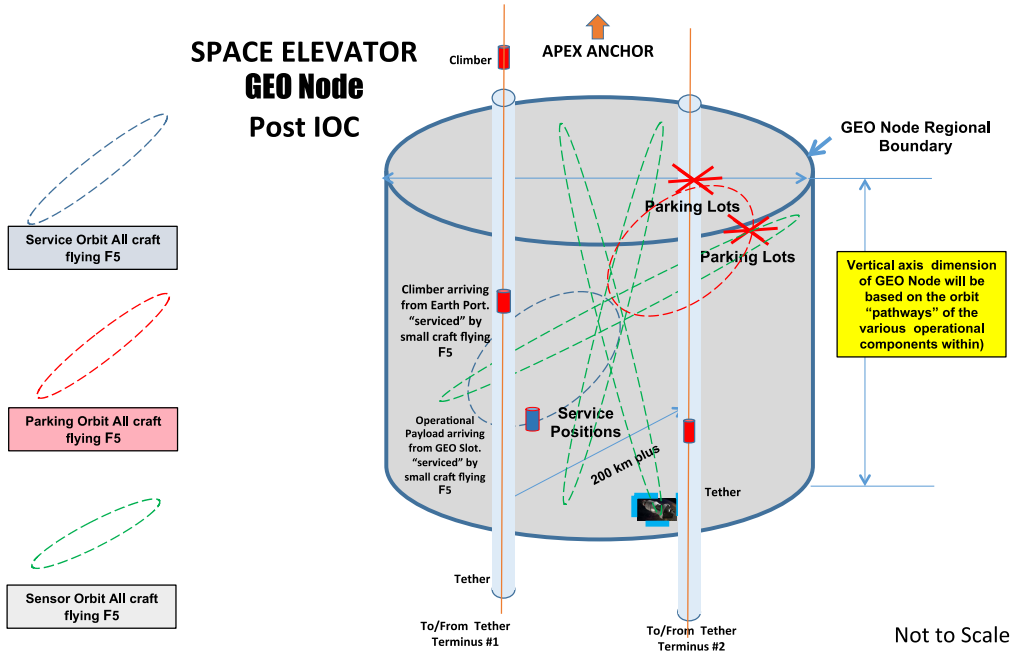 SPACE ELEVATOR
GEO Node
Post IOC
Climber
APEX ANCHOR
GEO Node Regional
Boundary
Service Orbit All craft
flying F5
Parking Lots
Parking Lots
Vertical axis dimension
of GEO Node will be
based on the orbit
“pathways” of the
various operational
components within)
Climber arriving
from Earth Port.
“serviced” by
small craft flying
F5
Parking Orbit All craft
flying F5
Operational
Payload arriving
from GEO Slot.
“serviced” by
small craft flying
F5
Service
Positions
200 km plus
Tether
Tether
Sensor Orbit All craft
flying F5
To/From Tether
Terminus #1
To/From Tether
Terminus #2
Not to Scale